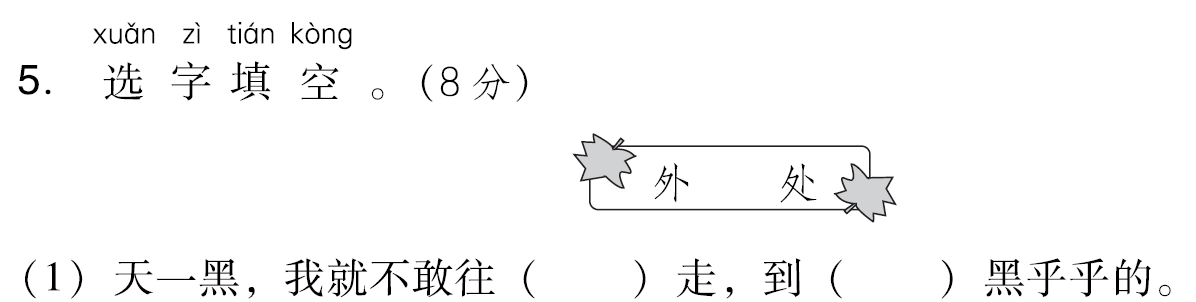 xuǎn zì tián kòng
5. 选字填空。(8分)
外 处
(1) 天一黑，我就不敢往（ ）走，到（ ）黑乎乎的。